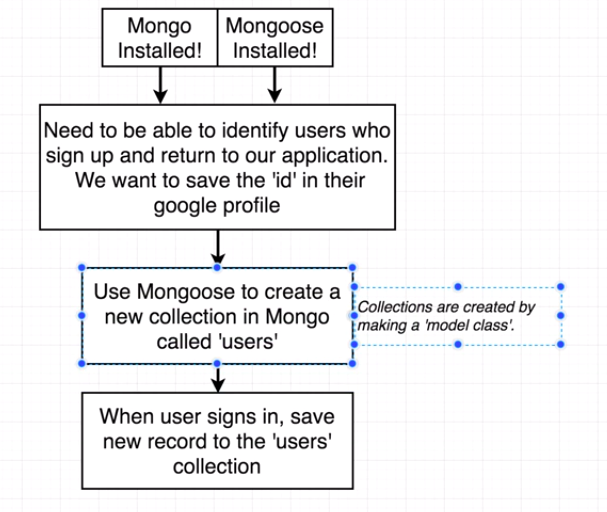 Mongo
Installed!
Mongoose
Installed!
Need to be able to identify users who
sign up and return to our application.
We want to save the 'id' in their
google profile
Use Mongoose to create a
new collection in Mongo
called 'users'
Collections are created by
making a 'model class'.
When user signs in, save
new record to the 'users'
collection